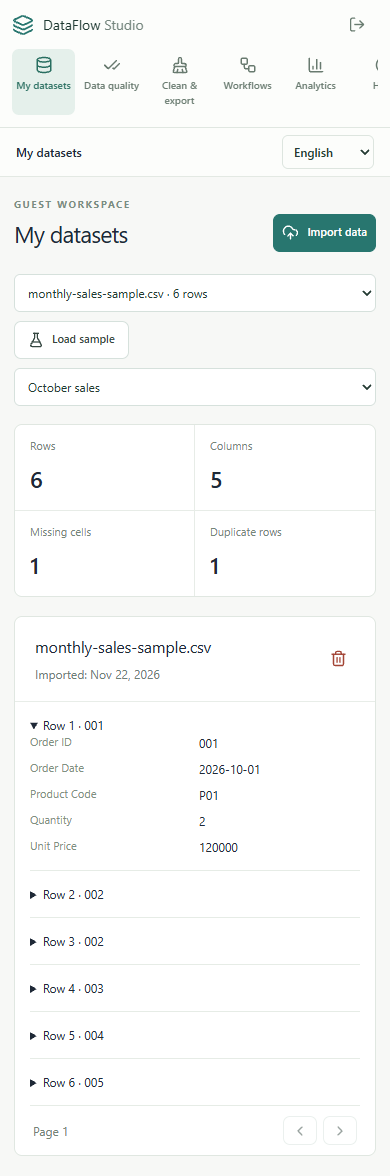 DataFlow Studio
My datasets
Data quality
Clean &
export
Workflows
Analytics
My datasets
English
GUEST WORKSPACE
My datasets
Import data
monthly-sales-sample.csv · 6 rows
Load sample
October sales
Rows
Columns
6
5
Missing cells
Duplicate rows
1
1
monthly-sales-sample.csv
Imported: Nov 22, 2026
Row 1 · 001
Order ID 001
Order Date 2026-10-01
Product Code P01
Quantity 2
Unit Price 120000
Row 2 · 002
Row 3 · 002
Row 4 · 003
Row 5 · 004
Row 6 · 005
Page 1